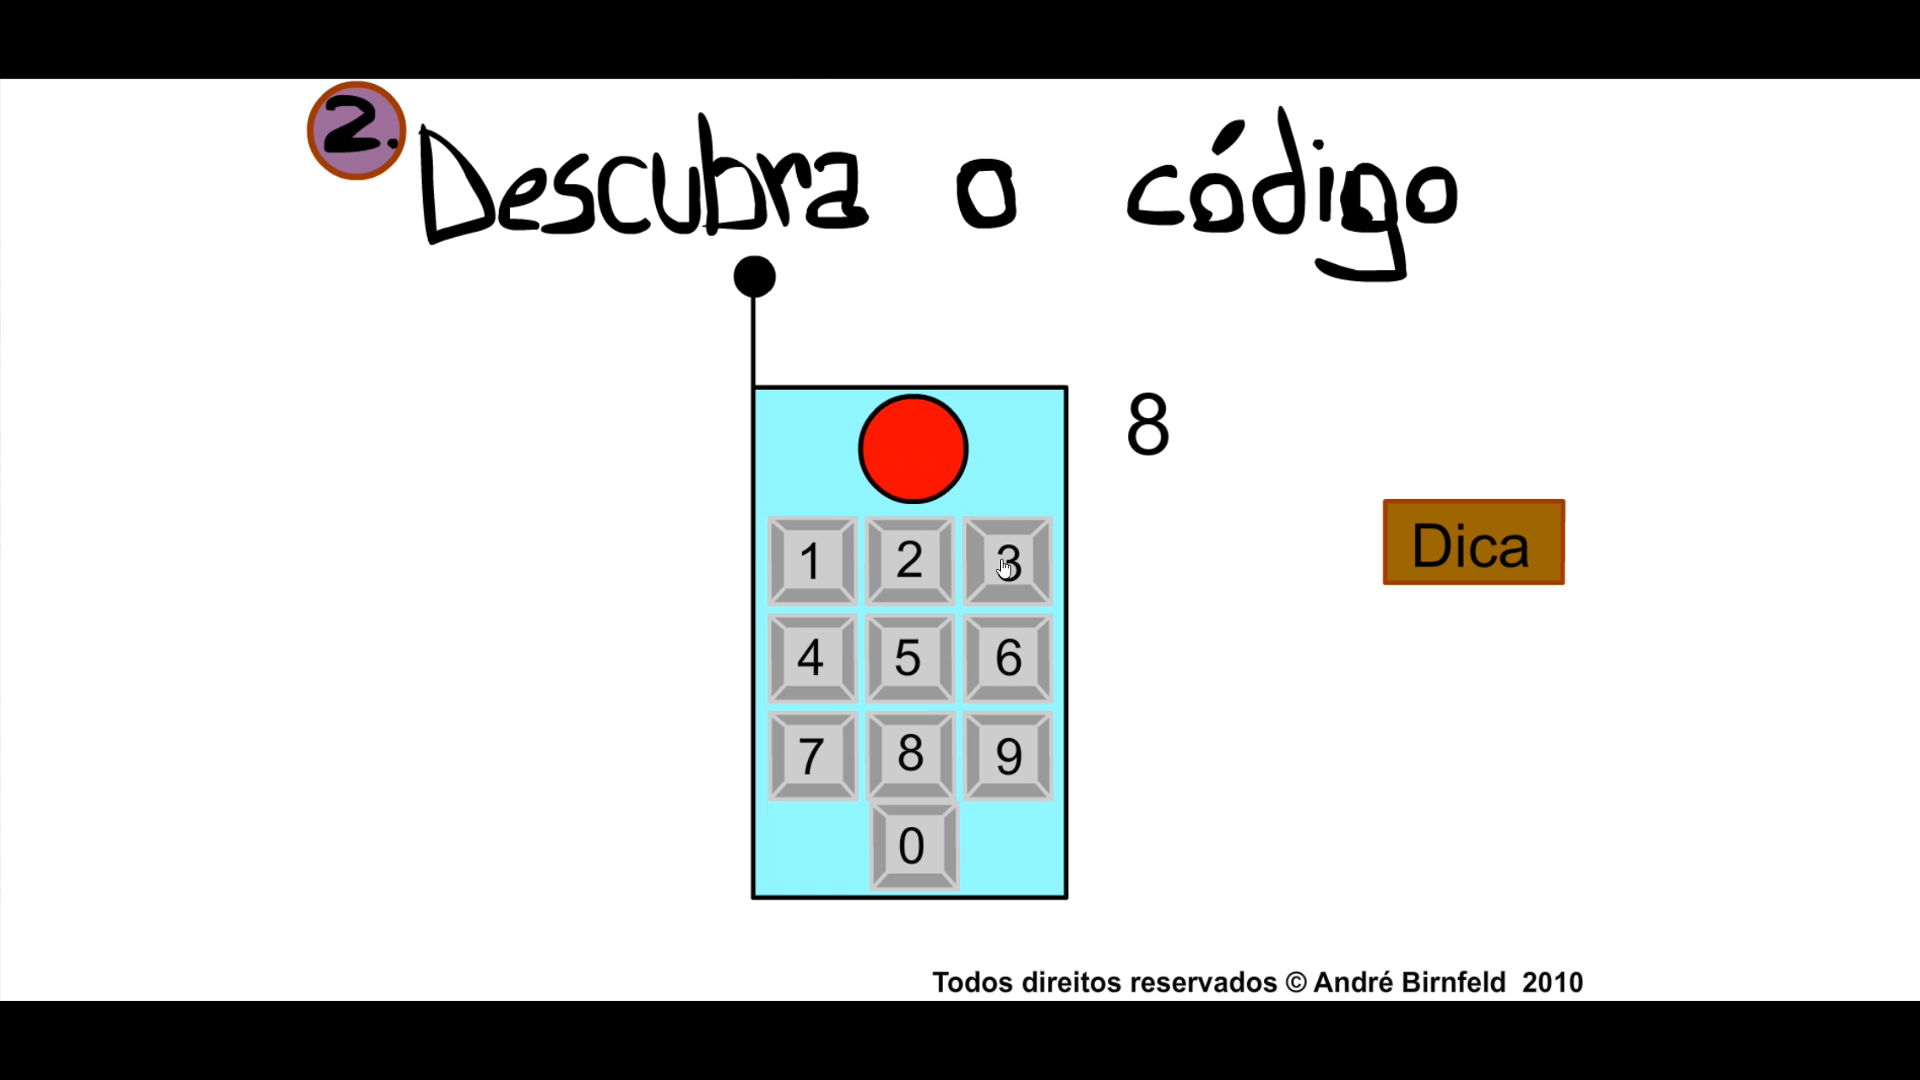 2. Descubra o código
8
Dica
1 2 3
4 5 6
7 8 9
0
Todos direitos reservados © André Birnfeld 2010